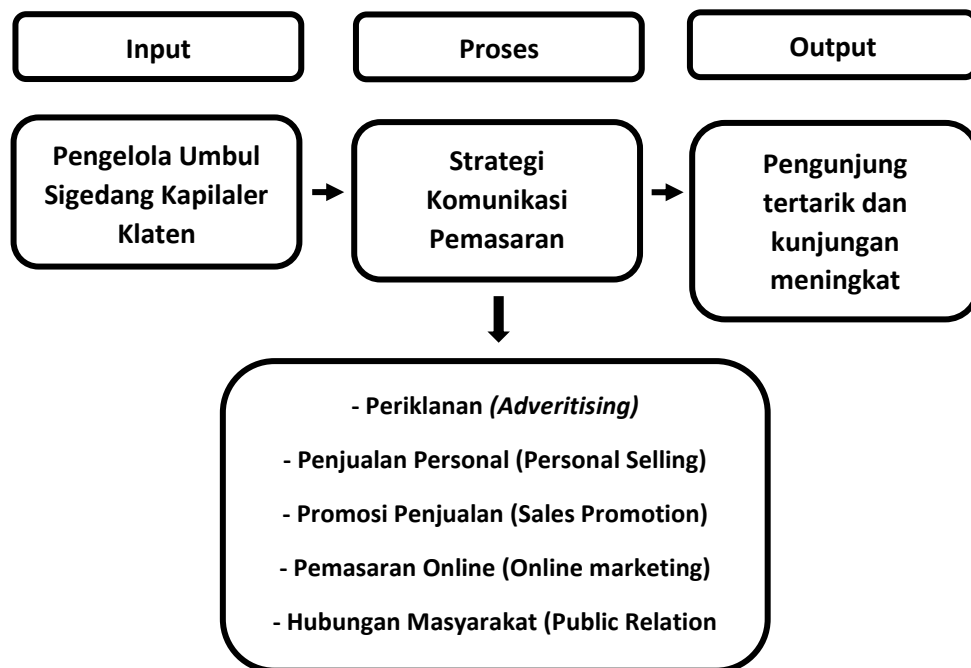 Input
Proses
Output
Pengelola Umbul
Sigedang Kapilaler
Klaten
Strategi
Komunikasi
Pemasaran
Pengunjung
tertarik dan
kunjungan
meningkat
- Periklanan (Adveritising)
- Penjualan Personal (Personal Selling)
- Promosi Penjualan (Sales Promotion)
- Pemasaran Online (Online marketing)
- Hubungan Masyarakat (Public Relation